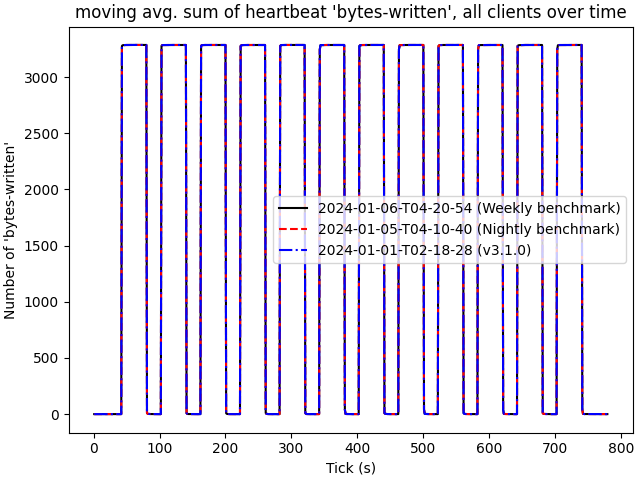 moving avg. sum of heartbeat 'bytes-written', all clients over time
Number of 'bytes-written'
3000
2500
2000
1500
1000
500
0
2024-01-06-T04-20-54 (Weekly benchmark)
2024-01-05-T04-10-40 (Nightly benchmark)
2024-01-01-T02-18-28 (v3.1.0)
0 100 200 300 400 500 600 700 800
Tick (s)